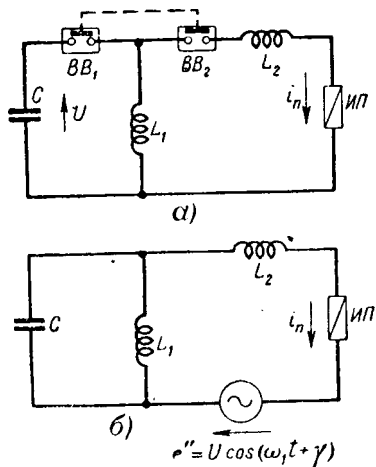 BB₁
BB₂
L₂
C
U
L₁
iₙ
ИП
а)
L₂
C
L₁
iₙ
ИП
б)
e"=U cos(ω₁t+γ)